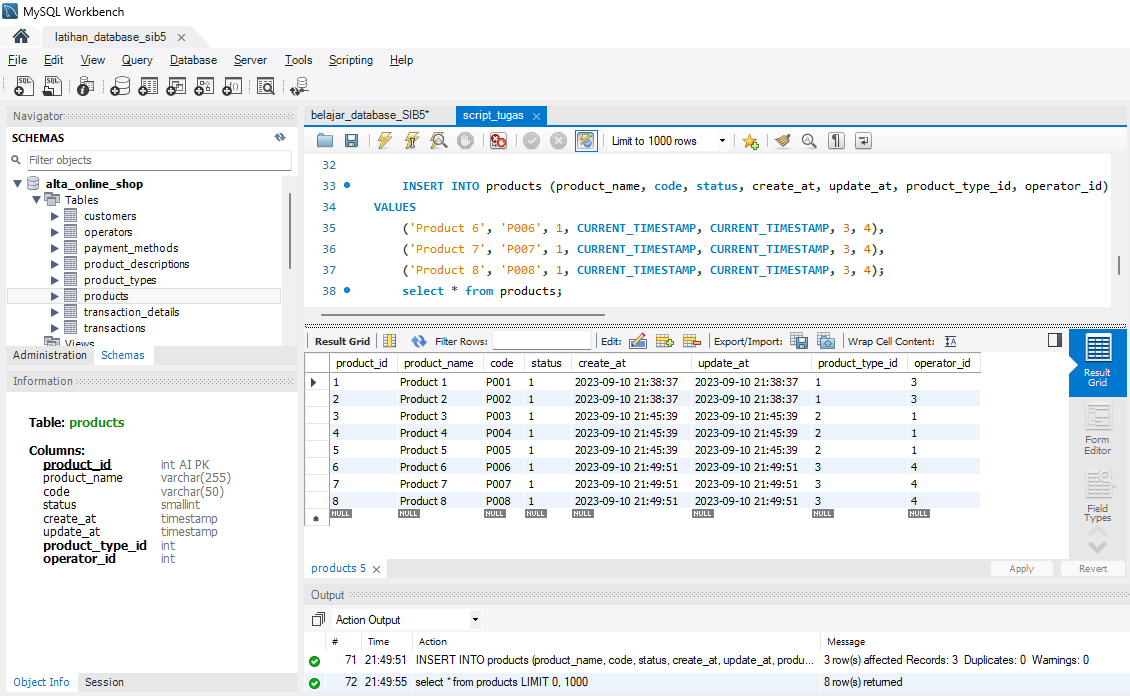 MySQL Workbench
latihan_database_sib5
File Edit View Query Database Server Tools Scripting Help
Navigator
SCHEMAS
Filter objects
alta_online_shop
Tables
customers
operators
payment_methods
product_descriptions
product_types
products
transaction_details
transactions
Views
Administration Schemas
Information
Table: products
Columns:
product_id int AI PK
product_name varchar(255)
code varchar(50)
status smallint
create_at timestamp
update_at timestamp
product_type_id int
operator_id int
Object Info Session
belajar_database_SIB5* script_tugas
Limit to 1000 rows
32
33 INSERT INTO products (product_name, code, status, create_at, update_at, product_type_id, operator_id)
34 VALUES
35 ('Product 6', 'P006', 1, CURRENT_TIMESTAMP, CURRENT_TIMESTAMP, 3, 4),
36 ('Product 7', 'P007', 1, CURRENT_TIMESTAMP, CURRENT_TIMESTAMP, 3, 4),
37 ('Product 8', 'P008', 1, CURRENT_TIMESTAMP, CURRENT_TIMESTAMP, 3, 4);
38 select * from products;
Result Grid Filter Rows: Edit: Export/Import: Wrap Cell Content:
product_id product_name code status create_at update_at product_type_id operator_id
1 Product 1 P001 1 2023-09-10 21:38:37 2023-09-10 21:38:37 1 3
2 Product 2 P002 1 2023-09-10 21:38:37 2023-09-10 21:38:37 1 3
3 Product 3 P003 1 2023-09-10 21:45:39 2023-09-10 21:45:39 2 1
4 Product 4 P004 1 2023-09-10 21:45:39 2023-09-10 21:45:39 2 1
5 Product 5 P005 1 2023-09-10 21:45:39 2023-09-10 21:45:39 2 1
6 Product 6 P006 1 2023-09-10 21:49:51 2023-09-10 21:49:51 3 4
7 Product 7 P007 1 2023-09-10 21:49:51 2023-09-10 21:49:51 3 4
8 Product 8 P008 1 2023-09-10 21:49:51 2023-09-10 21:49:51 3 4
NULL NULL NULL NULL NULL NULL NULL NULL
Result
Grid
Form
Editor
Field
Types
products 5
Apply Revert
Output
Action Output
# Time Action Message
71 21:49:51 INSERT INTO products (product_name, code, status, create_at, update_at, produ... 3 row(s) affected Records: 3 Duplicates: 0 Warnings: 0
72 21:49:55 select * from products LIMIT 0, 1000 8 row(s) returned